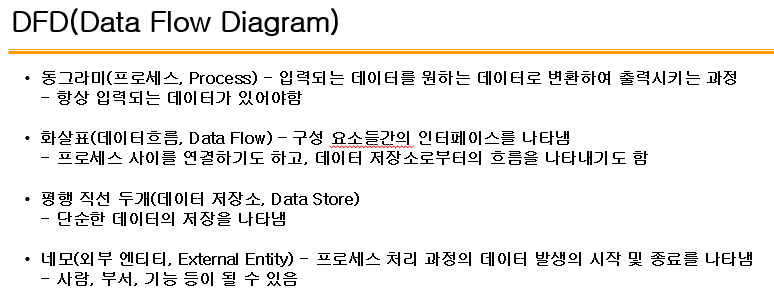 DFD(Data Flow Diagram)
• 동그라미(프로세스, Process) – 입력되는 데이터를 원하는 데이터로 변환하여 출력시키는 과정
– 항상 입력되는 데이터가 있어야함
• 화살표(데이터흐름, Data Flow) – 구성 요소들간의 인터페이스를 나타냄
– 프로세스 사이를 연결하기도 하고, 데이터 저장소로부터의 흐름을 나타내기도 함
• 평행 직선 두개(데이터 저장소, Data Store)
– 단순한 데이터의 저장을 나타냄
• 네모(외부 엔티티, External Entity) – 프로세스 처리 과정의 데이터 발생의 시작 및 종료를 나타냄
– 사람, 부서, 기능 등이 될 수 있음